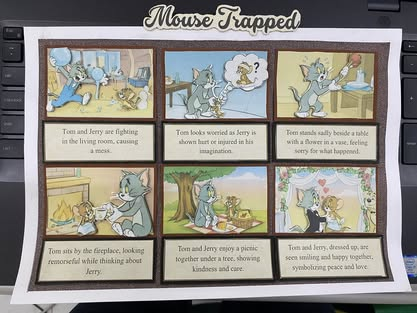 Mouse Trapped
?
Tom and Jerry are fighting
in the living room, causing
a mess.
Tom looks worried as Jerry is
shown hurt or injured in his
imagination.
Tom stands sadly beside a table
with a flower in a vase, feeling
sorry for what happened.
Tom sits by the fireplace, looking
remorseful while thinking about
Jerry.
Tom and Jerry enjoy a picnic
together under a tree, showing
kindness and care.
Tom and Jerry, dressed up, are
seen smiling and happy together,
symbolizing peace and love.